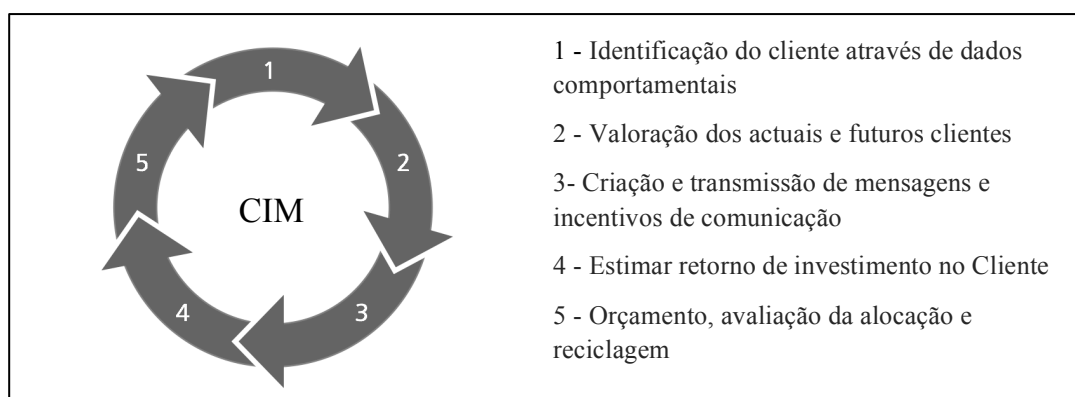 1
2
3
4
5
CIM
1 - Identificação do cliente através de dados
comportamentais
2 - Valoração dos actuais e futuros clientes
3- Criação e transmissão de mensagens e
incentivos de comunicação
4 - Estimar retorno de investimento no Cliente
5 - Orçamento, avaliação da alocação e
reciclagem